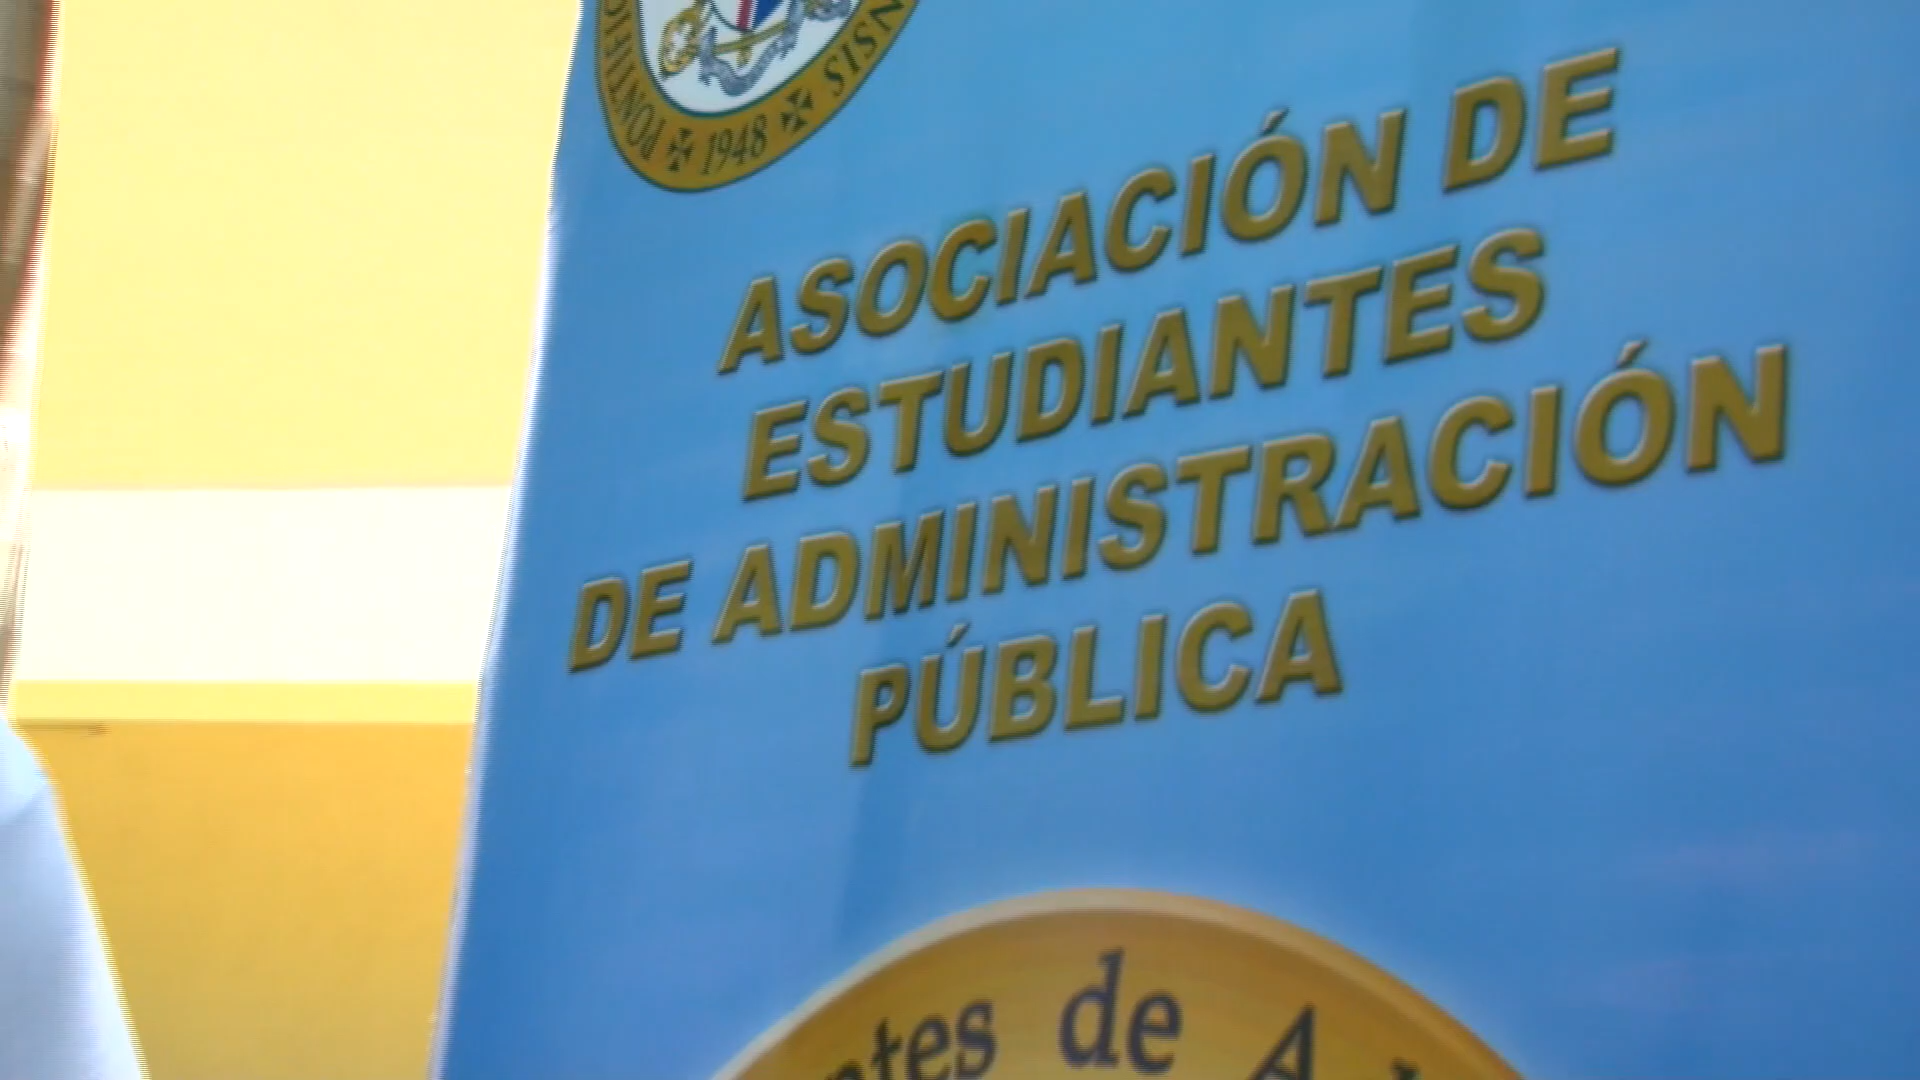 1948
ASOCIACIÓN DE
ESTUDIANTES
DE ADMINISTRACIÓN
PÚBLICA
de